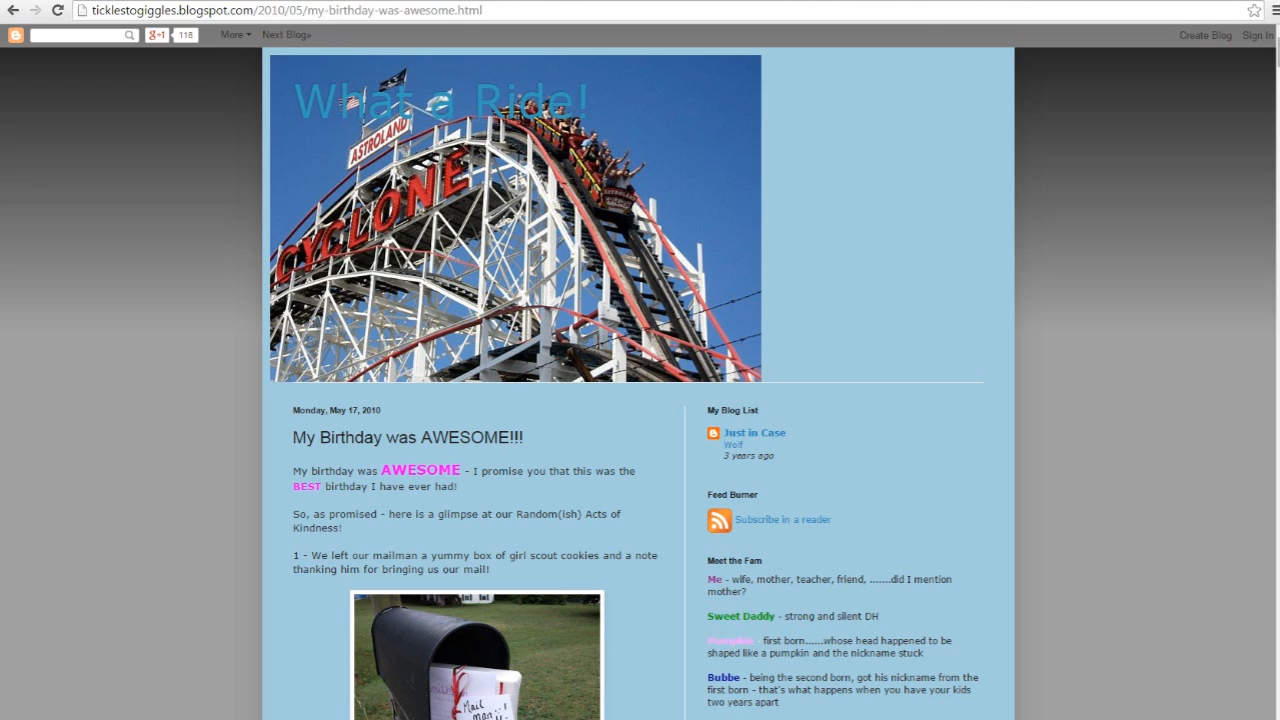 ticklestogiggles.blogspot.com/2010/05/my-birthday-was-awesome.html
g+1 118 More Next Blog» Create Blog Sign In
What a Ride!
ASTROLAND
CYCLONE
ASTROLAND
Monday, May 17, 2010
My Birthday was AWESOME!!!
My birthday was AWESOME - I promise you that this was the
BEST birthday I have ever had!
So, as promised - here is a glimpse at our Random(ish) Acts of
Kindness!
1 - We left our mailman a yummy box of girl scout cookies and a note
thanking him for bringing us our mail!
Mail
man
My Blog List
Just in Case
Wolf
3 years ago
Feed Burner
Subscribe in a reader
Meet the Fam
Me - wife, mother, teacher, friend, .......did I mention
mother?
Sweet Daddy - strong and silent DH
Pumpkin - first born......whose head happened to be
shaped like a pumpkin and the nickname stuck
Bubbe - being the second born, got his nickname from the
first born - that's what happens when you have your kids
two years apart